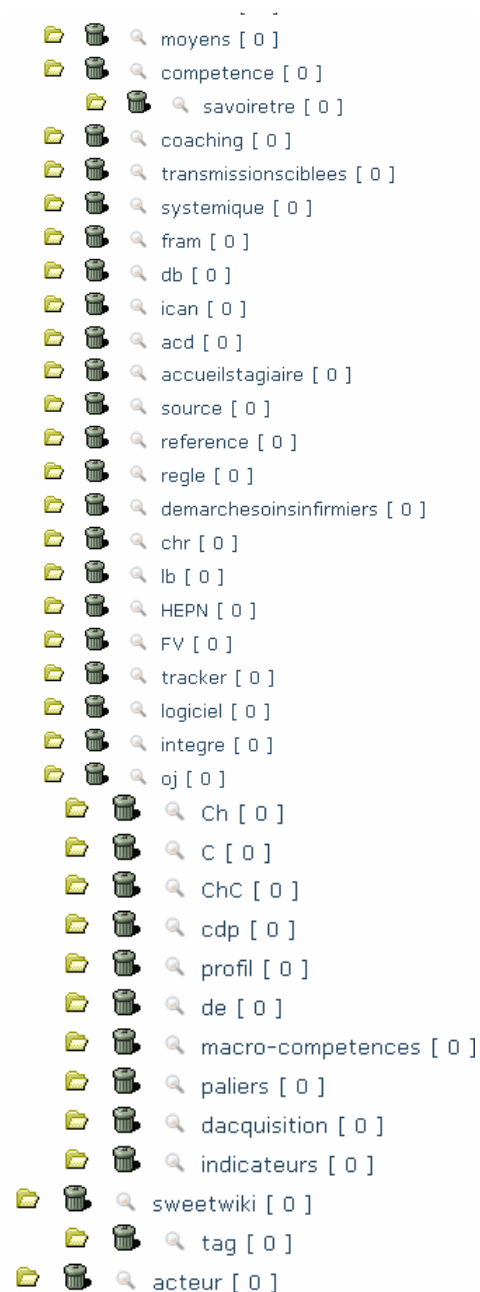 moyens [ 0 ]
competence [ 0 ]
savoiretre [ 0 ]
coaching [ 0 ]
transmissionsciblees [ 0 ]
systemique [ 0 ]
fram [ 0 ]
db [ 0 ]
ican [ 0 ]
acd [ 0 ]
accueilstagiaire [ 0 ]
source [ 0 ]
reference [ 0 ]
regle [ 0 ]
demarchesoinsinfirmiers [ 0 ]
chr [ 0 ]
lb [ 0 ]
HEPN [ 0 ]
FV [ 0 ]
tracker [ 0 ]
logiciel [ 0 ]
integre [ 0 ]
oj [ 0 ]
Ch [ 0 ]
C [ 0 ]
ChC [ 0 ]
cdp [ 0 ]
profil [ 0 ]
de [ 0 ]
macro-competences [ 0 ]
paliers [ 0 ]
dacquisition [ 0 ]
indicateurs [ 0 ]
sweetwiki [ 0 ]
tag [ 0 ]
acteur [ 0 ]